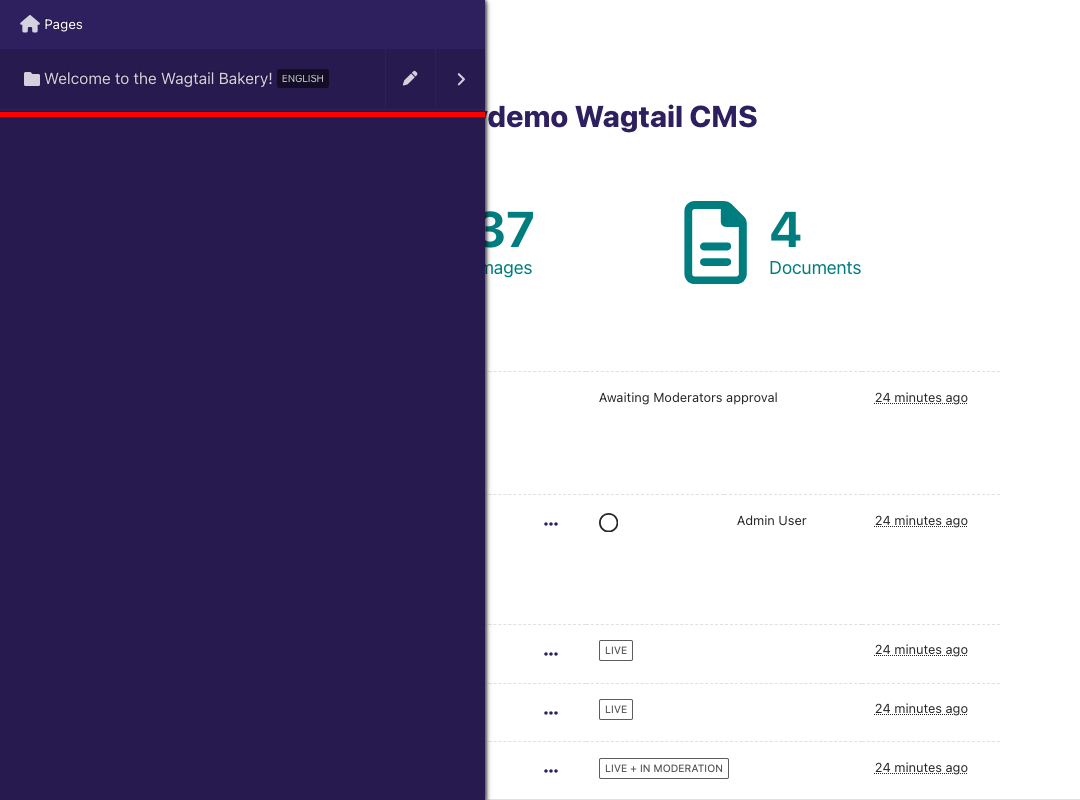 Pages
Welcome to the Wagtail Bakery! ENGLISH
demo Wagtail CMS
37
4
mages
Documents
Awaiting Moderators approval
24 minutes ago
Admin User
24 minutes ago
LIVE
24 minutes ago
LIVE
24 minutes ago
LIVE + IN MODERATION
24 minutes ago